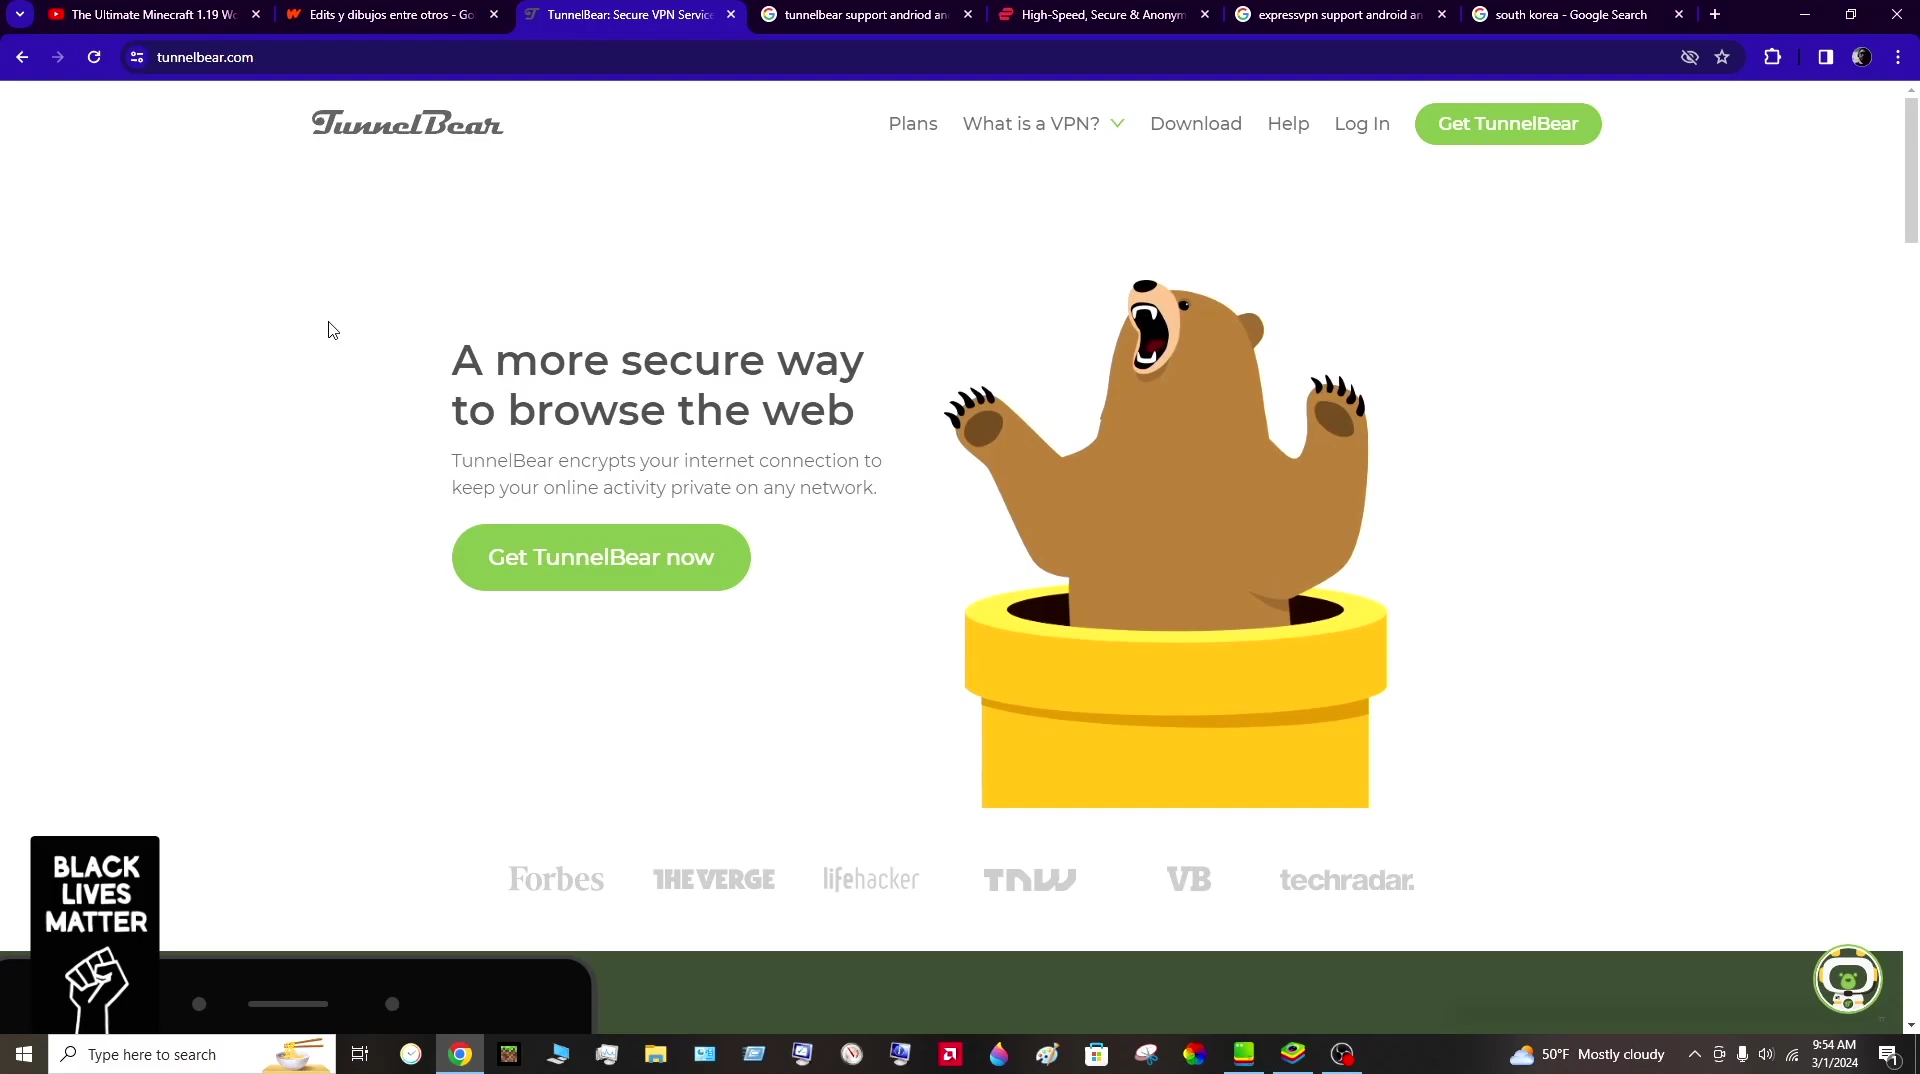 The Ultimate Minecraft 1.19 Wo
Edits y dibujos entre otros - Go
TunnelBear: Secure VPN Service
tunnelbear support andriod an
High-Speed, Secure & Anonym
expressvpn support android an
south korea - Google Search
tunnelbear.com
TunnelBear
Plans
What is a VPN?
Download
Help
Log In
Get TunnelBear
A more secure way
to browse the web
TunnelBear encrypts your internet connection to
keep your online activity private on any network.
Get TunnelBear now
Forbes
THE VERGE
lifehacker
TNW
VB
techradar.
BLACK
LIVES
MATTER
Type here to search
50°F Mostly cloudy
9:54 AM
3/1/2024
1